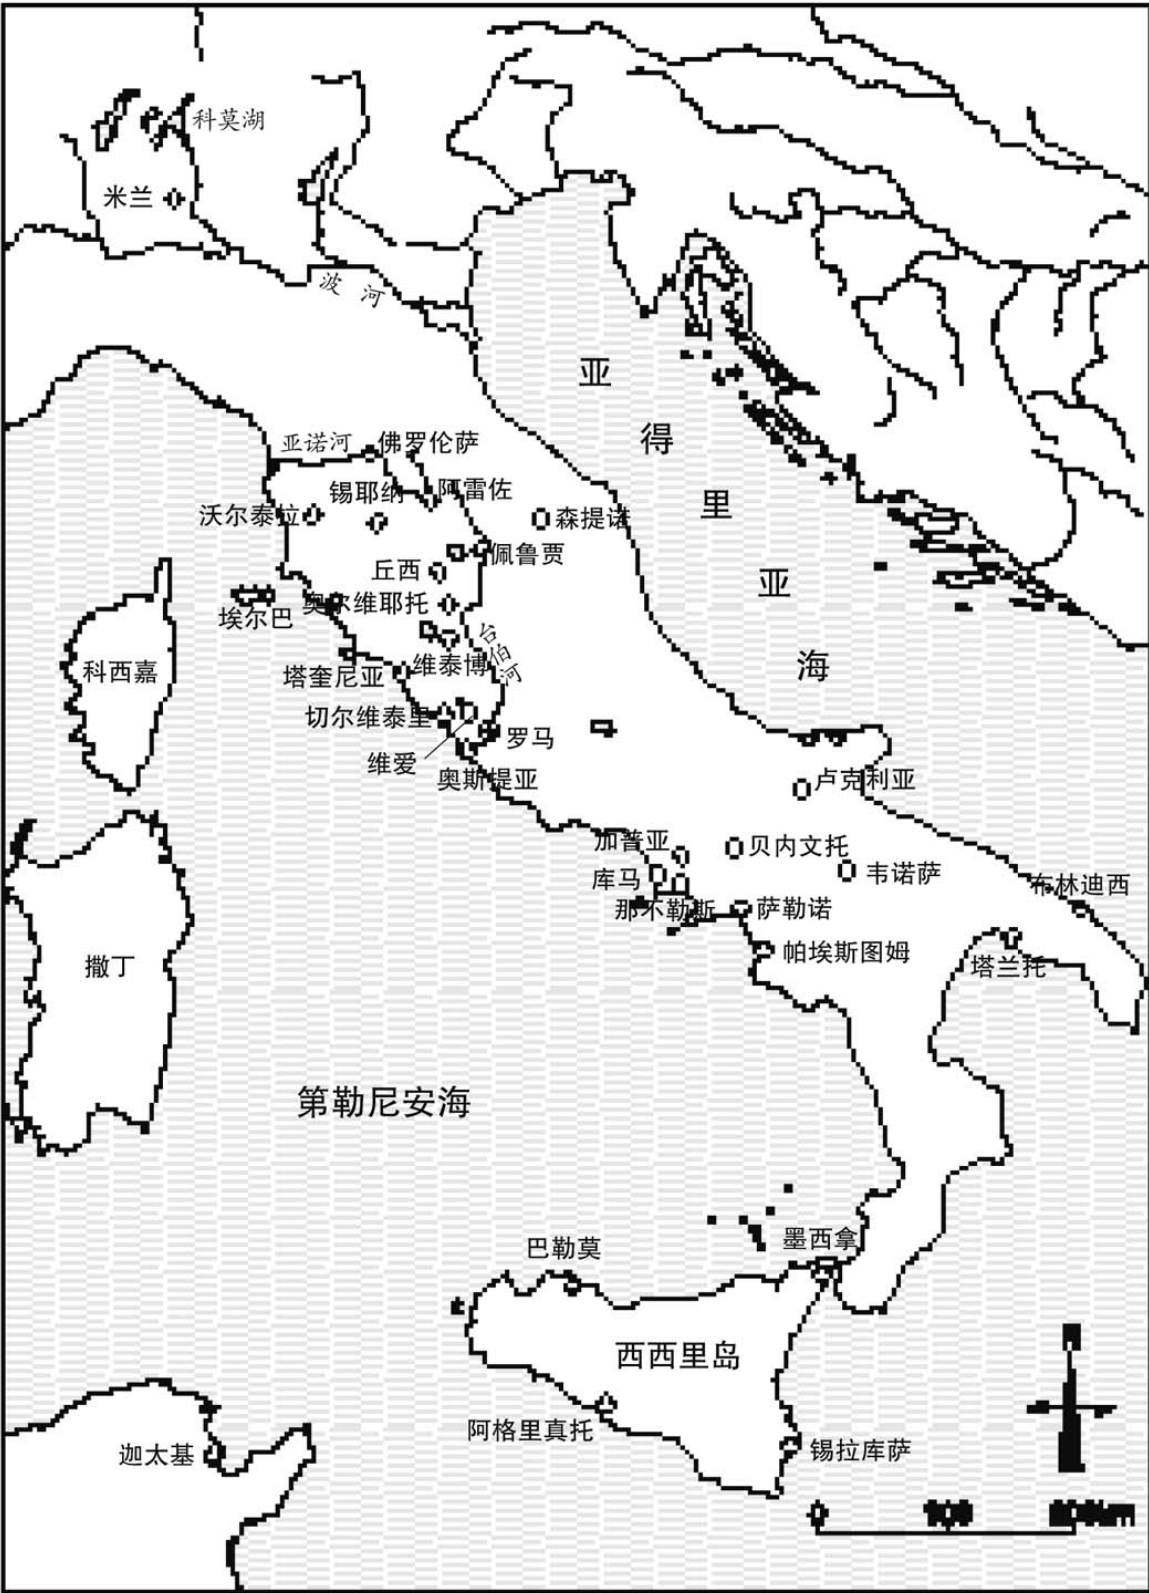 科莫湖
米兰
波河
亚得里亚海
亚诺河
佛罗伦萨
锡耶纳
阿雷佐
沃尔泰拉
森提诺
佩鲁贾
丘西
埃尔巴
奥尔维耶托
台伯河
科西嘉
塔奎尼亚
维泰博
切尔维泰里
罗马
维爱
奥斯提亚
卢克利亚
加普亚
贝内文托
库马
韦诺萨
布林迪西
那不勒斯
萨勒诺
帕埃斯图姆
塔兰托
撒丁
第勒尼安海
墨西拿
巴勒莫
西西里岛
阿格里真托
迦太基
锡拉库萨
0